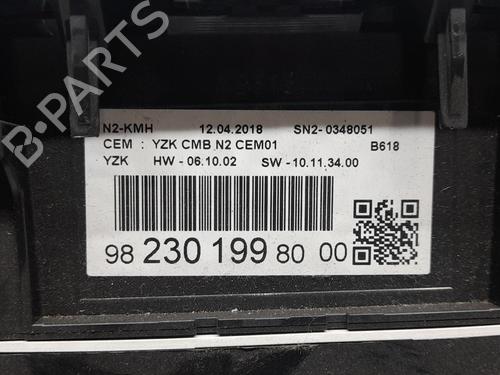 N2-KMH 12.04.2018 SN2- 0348051
CEM : YZK CMB N2 CEM01 B618
YZK HW - 06.10.02 SW - 10.11.34.00
98 230 199 80 00
B-PARTS